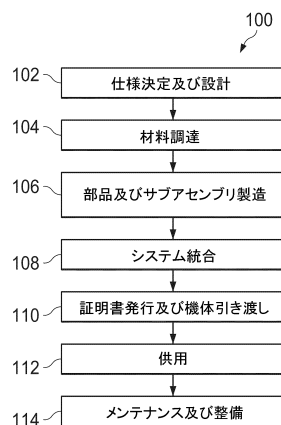 100
102 仕様決定及び設計
104 材料調達
106 部品及びサブアセンブリ製造
108 システム統合
110 証明書発行及び機体引き渡し
112 供用
114 メンテナンス及び整備